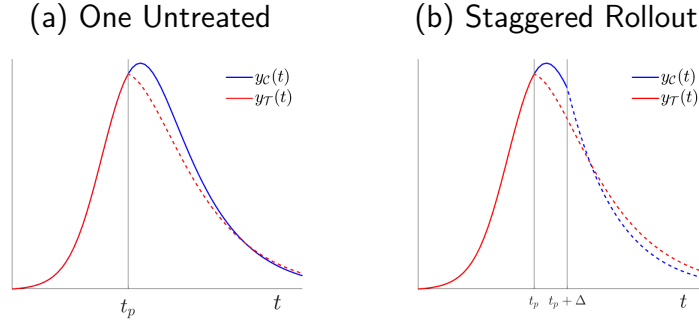 (a) One Untreated
(b) Staggered Rollout
y_C(t)
y_T(t)
t_p
t
y_C(t)
y_T(t)
t_p
t_p + Δ
t